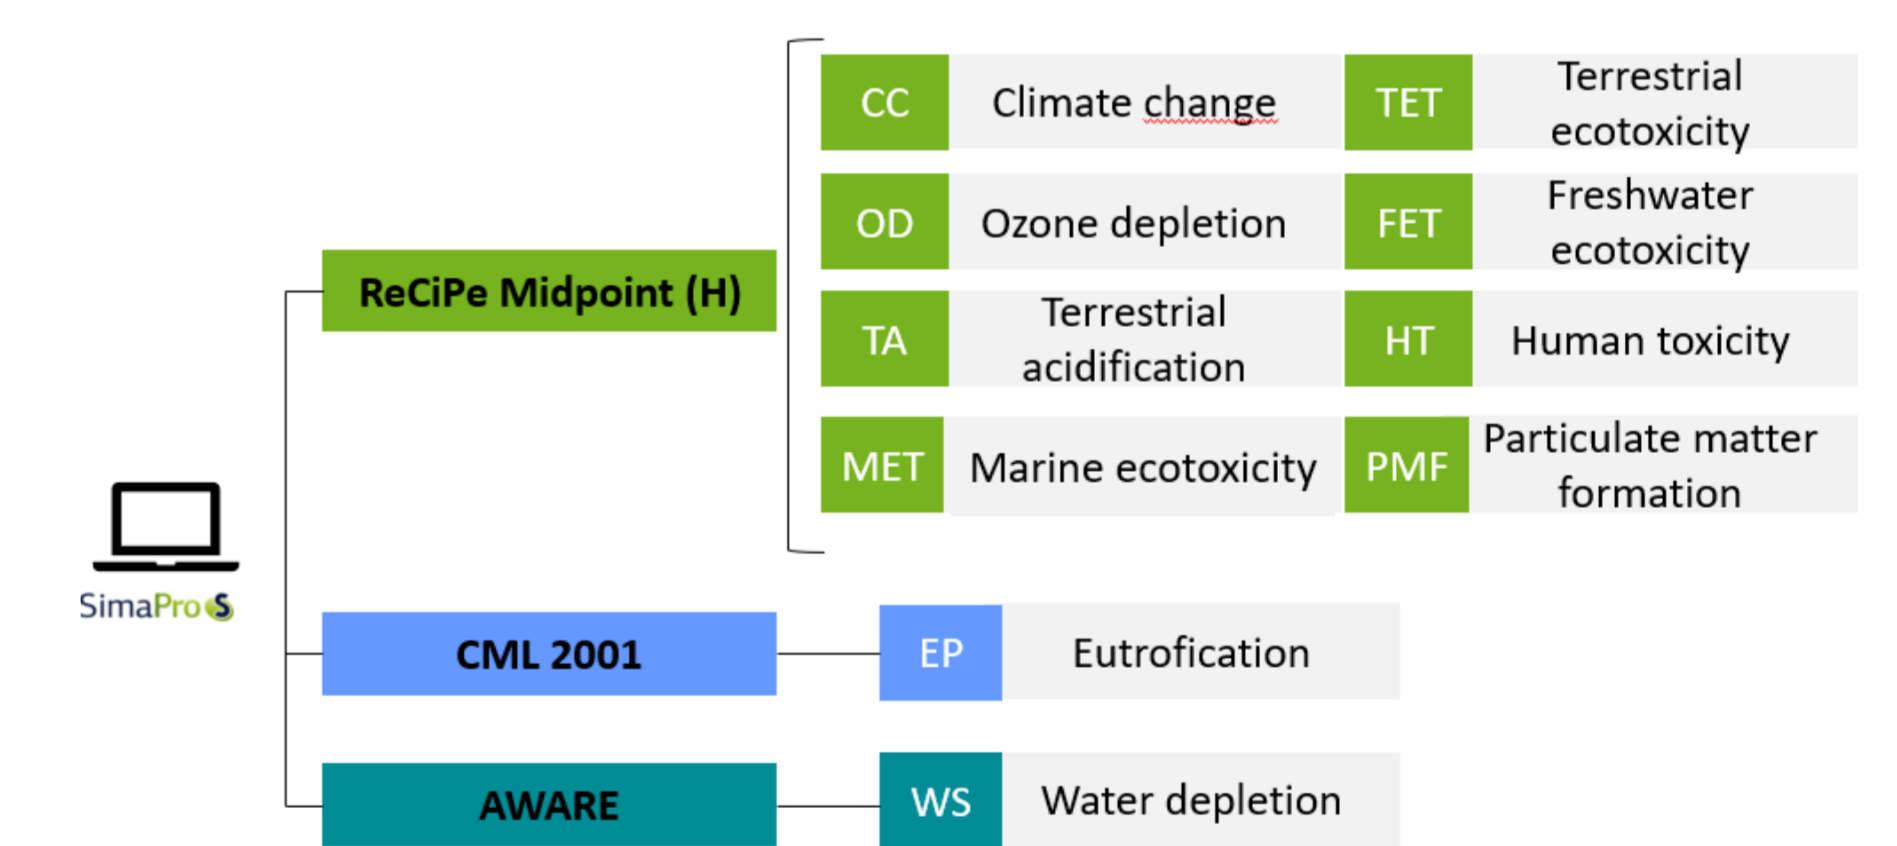 CC
Climate change
TET
Terrestrial
ecotoxicity
OD
Ozone depletion
FET
Freshwater
ecotoxicity
ReCiPe Midpoint (H)
TA
Terrestrial
acidification
HT
Human toxicity
MET
Marine ecotoxicity
PMF
Particulate matter
formation
SimaPro S
CML 2001
EP
Eutrofication
AWARE
WS
Water depletion